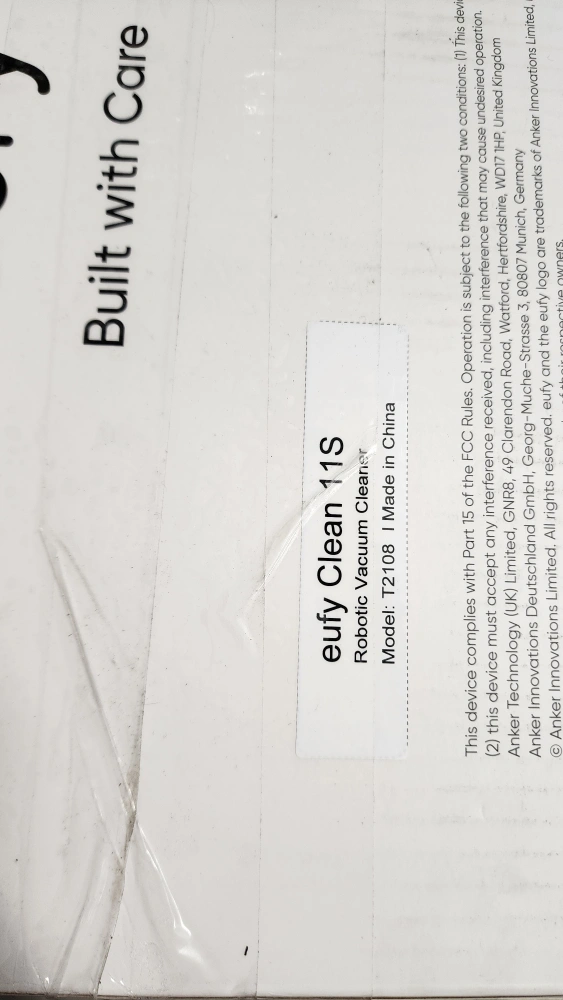 Built with Care
eufy Clean 11S
Robotic Vacuum Cleaner
Model: T2108 | Made in China
This device complies with Part 15 of the FCC Rules. Operation is subject to the following two conditions: (1) This
(2) this device must accept any interference received, including interference that may cause undesired operation.
Anker Technology (UK) Limited, GNR8, 49 Clarendon Road, Watford, Hertfordshire, WD17 1HP, United Kingdom
Anker Innovations Deutschland GmbH, Georg-Muche-Strasse 3, 80807 Munich, Germany
© Anker Innovations Limited. All rights reserved. eufy and the eufy logo are trademarks of Anker Innovations Limited,
of their respective owners.